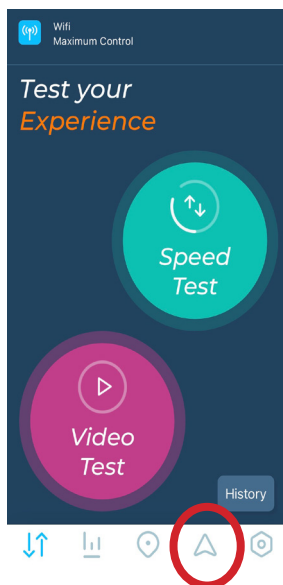 Wifi
Maximum Control
Test your
Experience
Speed
Test
Video
Test
History